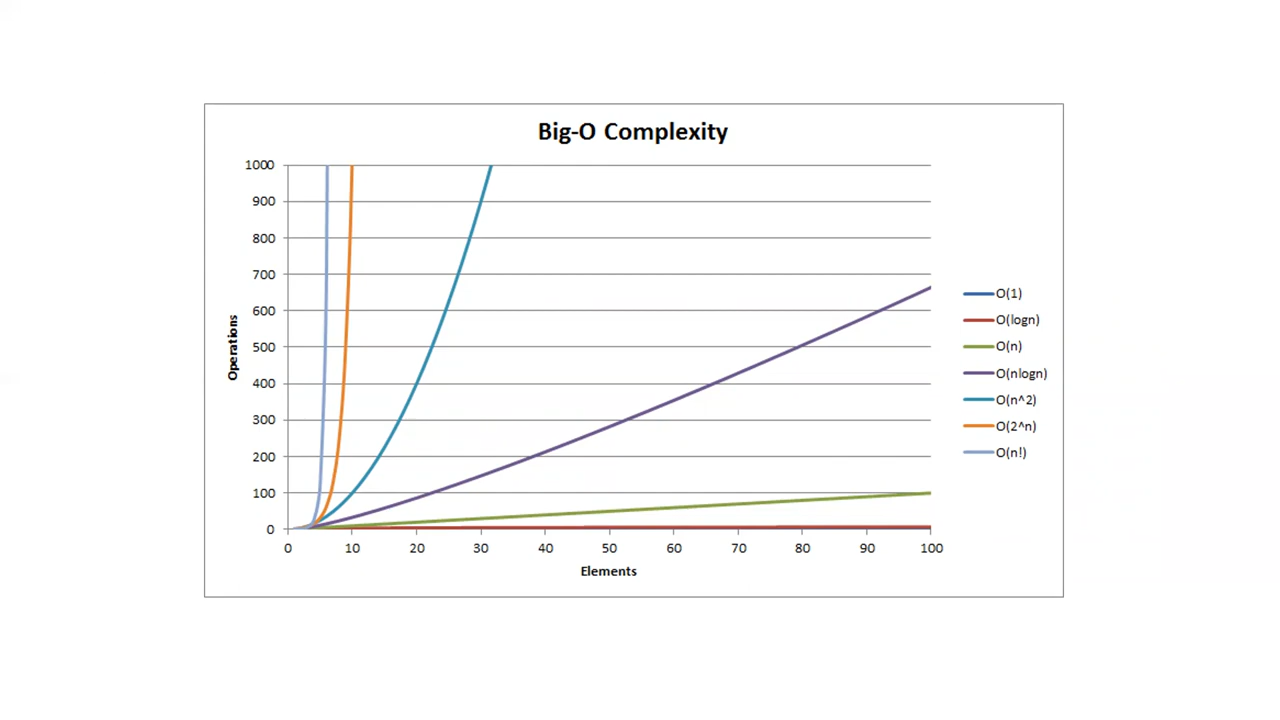 Big-O Complexity
1000
900
800
700
600
500
400
300
200
100
0
Operations
0 10 20 30 40 50 60 70 80 90 100
Elements
O(1)
O(logn)
O(n)
O(nlogn)
O(n^2)
O(2^n)
O(n!)